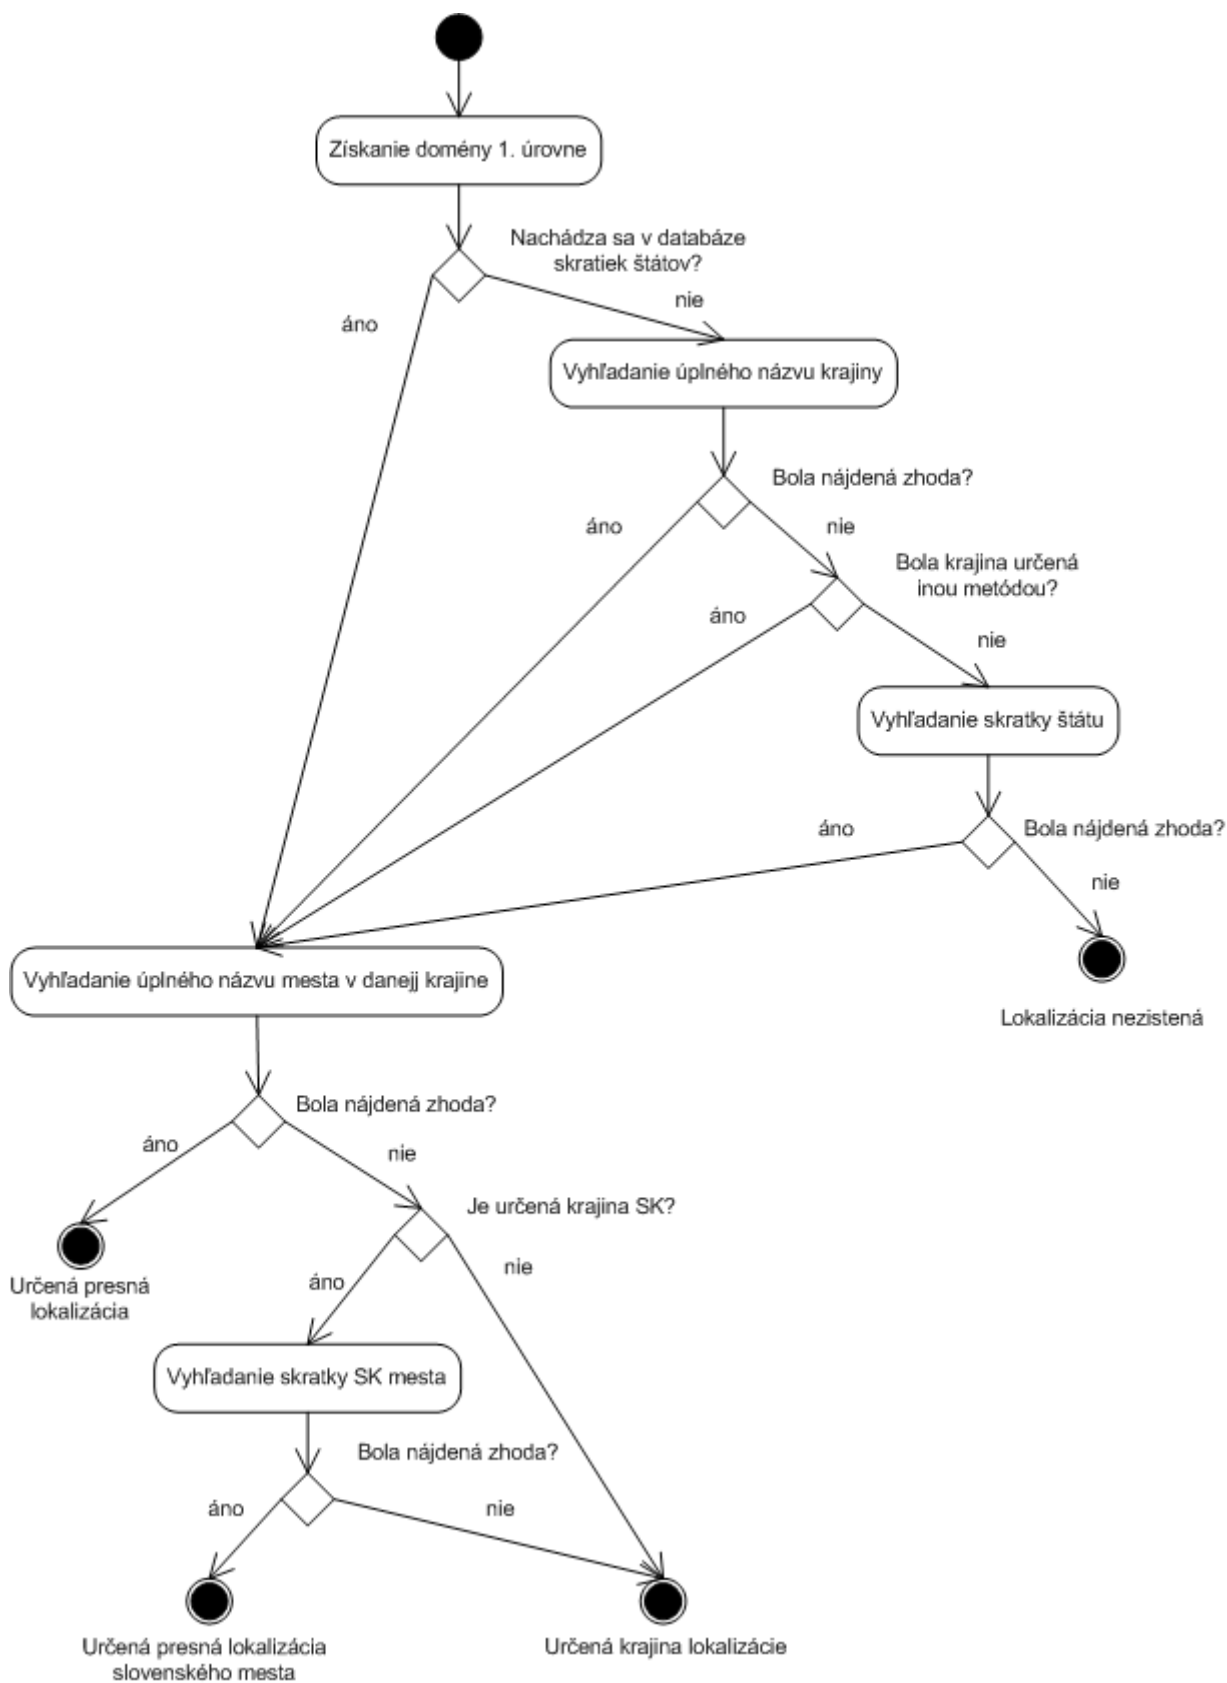 Získanie domény 1. úrovne
Nachádza sa v databáze
skratiek štátov?
nie
áno
Vyhľadanie úplného názvu krajiny
Bola nájdená zhoda?
áno
nie
Bola krajina určená
inou metódou?
áno
nie
Vyhľadanie skratky štátu
áno
Bola nájdená zhoda?
nie
Vyhľadanie úplného názvu mesta v danejj krajine
Lokalizácia nezistená
Bola nájdená zhoda?
áno
nie
Je určená krajina SK?
Určená presná
lokalizácia
áno
nie
Vyhľadanie skratky SK mesta
Bola nájdená zhoda?
áno
nie
Určená presná lokalizácia
slovenského mesta
Určená krajina lokalizácie